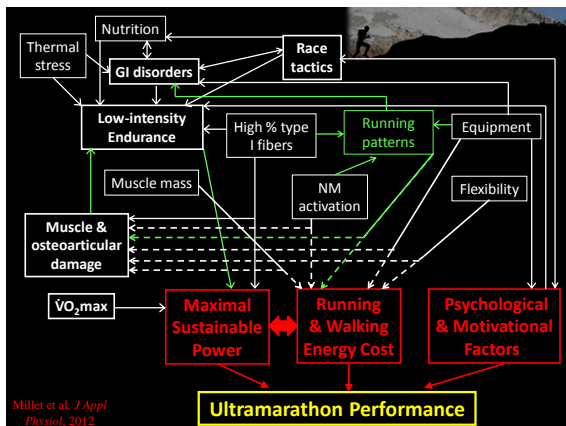 Nutrition
Thermal
stress
GI disorders
Race
tactics
Low-intensity
Endurance
High % type
I fibers
Running
patterns
Equipment
Muscle mass
NM
activation
Flexibility
Muscle &
osteoarticular
damage
V̇O2max
Maximal
Sustainable
Power
Running
& Walking
Energy Cost
Psychological
& Motivational
Factors
Millet et al. J Appl
Physiol, 2012
Ultramarathon Performance